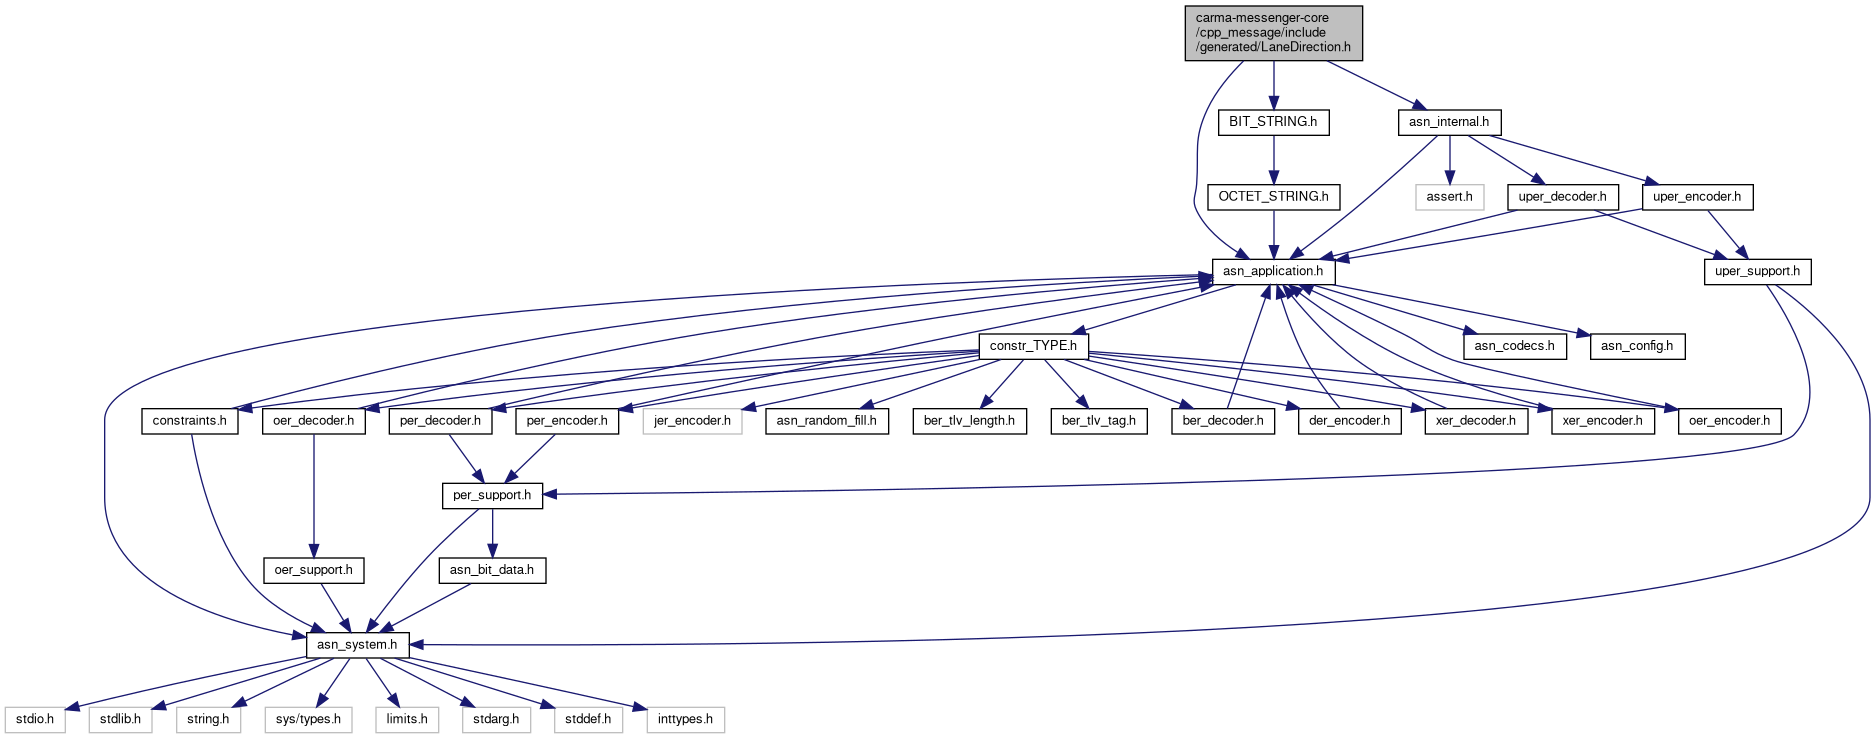 carma-messenger-core
/cpp_message/include
/generated/LaneDirection.h
BIT_STRING.h
asn_internal.h
OCTET_STRING.h
assert.h
uper_decoder.h
uper_encoder.h
asn_application.h
uper_support.h
constr_TYPE.h
asn_codecs.h
asn_config.h
constraints.h
oer_decoder.h
per_decoder.h
per_encoder.h
jer_encoder.h
asn_random_fill.h
ber_tlv_length.h
ber_tlv_tag.h
ber_decoder.h
der_encoder.h
xer_decoder.h
xer_encoder.h
oer_encoder.h
per_support.h
oer_support.h
asn_bit_data.h
asn_system.h
stdio.h
stdlib.h
string.h
sys/types.h
limits.h
stdarg.h
stddef.h
inttypes.h